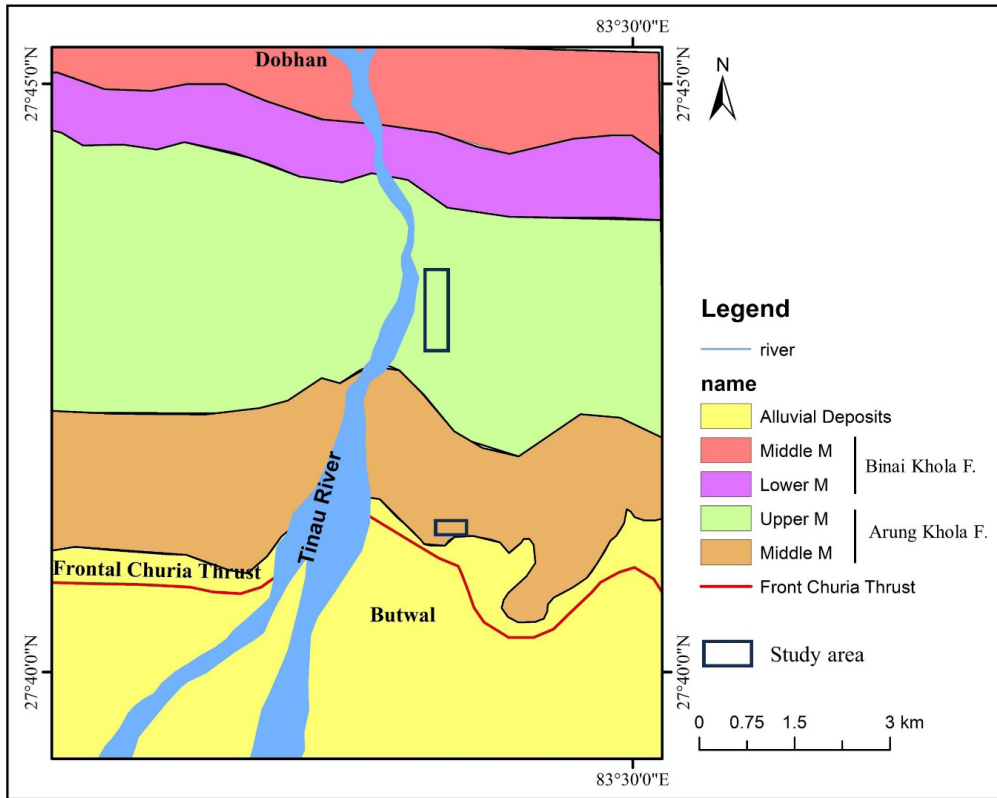 83°30'0"E
Dobhan
27°45'0"N
27°45'0"N
N
Tinau River
Frontal Churia Thrust
Butwal
27°40'0"N
27°40'0"N
83°30'0"E
Legend
river
name
Alluvial Deposits
Middle M
Lower M
Binai Khola F.
Upper M
Middle M
Arung Khola F.
Front Churia Thrust
Study area
0 0.75 1.5 3 km